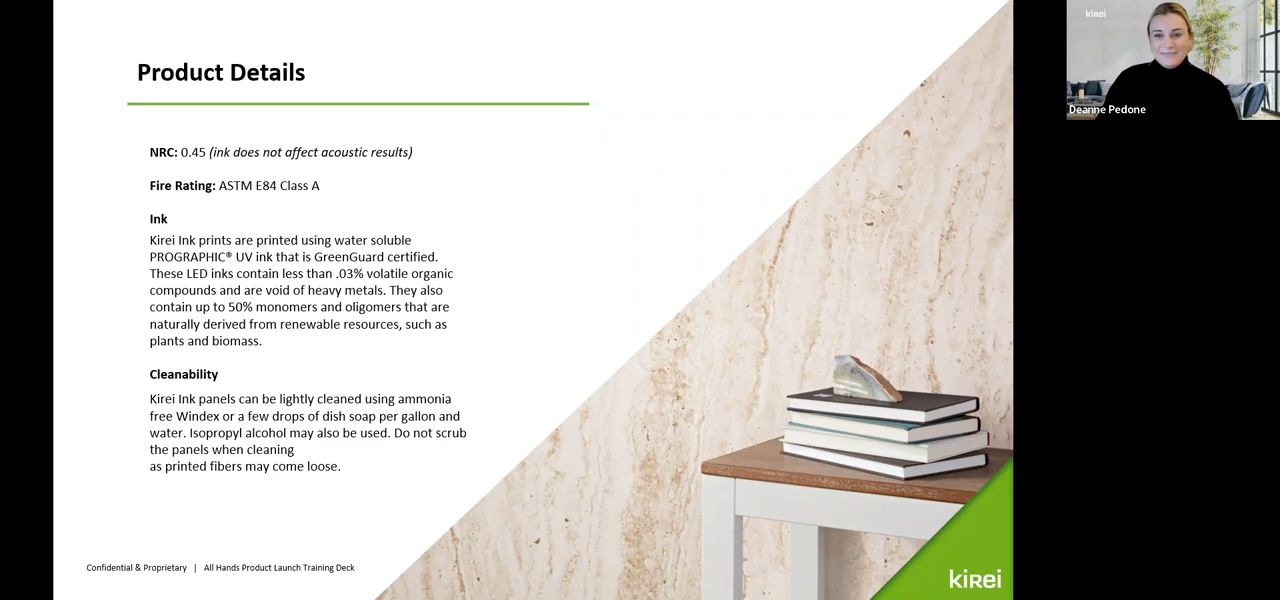 Product Details
NRC: 0.45 (ink does not affect acoustic results)
Fire Rating: ASTM E84 Class A
Ink
Kirei Ink prints are printed using water soluble
PROGRAPHIC® UV ink that is GreenGuard certified.
These LED inks contain less than .03% volatile organic
compounds and are void of heavy metals. They also
contain up to 50% monomers and oligomers that are
naturally derived from renewable resources, such as
plants and biomass.
Cleanability
Kirei Ink panels can be lightly cleaned using ammonia
free Windex or a few drops of dish soap per gallon and
water. Isopropyl alcohol may also be used. Do not scrub
the panels when cleaning
as printed fibers may come loose.
Confidential & Proprietary | All Hands Product Launch Training Deck
kirei
kirei
Deanne Pedone